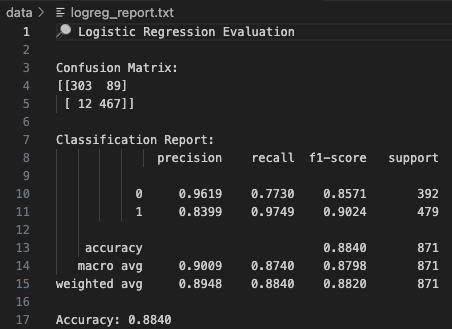 data > logreg_report.txt
1 🔎 Logistic Regression Evaluation
2
3 Confusion Matrix:
4 [[303  89]
5  [ 12 467]]
6
7 Classification Report:
8               precision    recall  f1-score   support
9
10            0     0.9619    0.7730    0.8571       392
11            1     0.8399    0.9749    0.9024       479
12
13     accuracy                         0.8840       871
14    macro avg     0.9009    0.8740    0.8798       871
15 weighted avg     0.8948    0.8840    0.8820       871
16
17 Accuracy: 0.8840